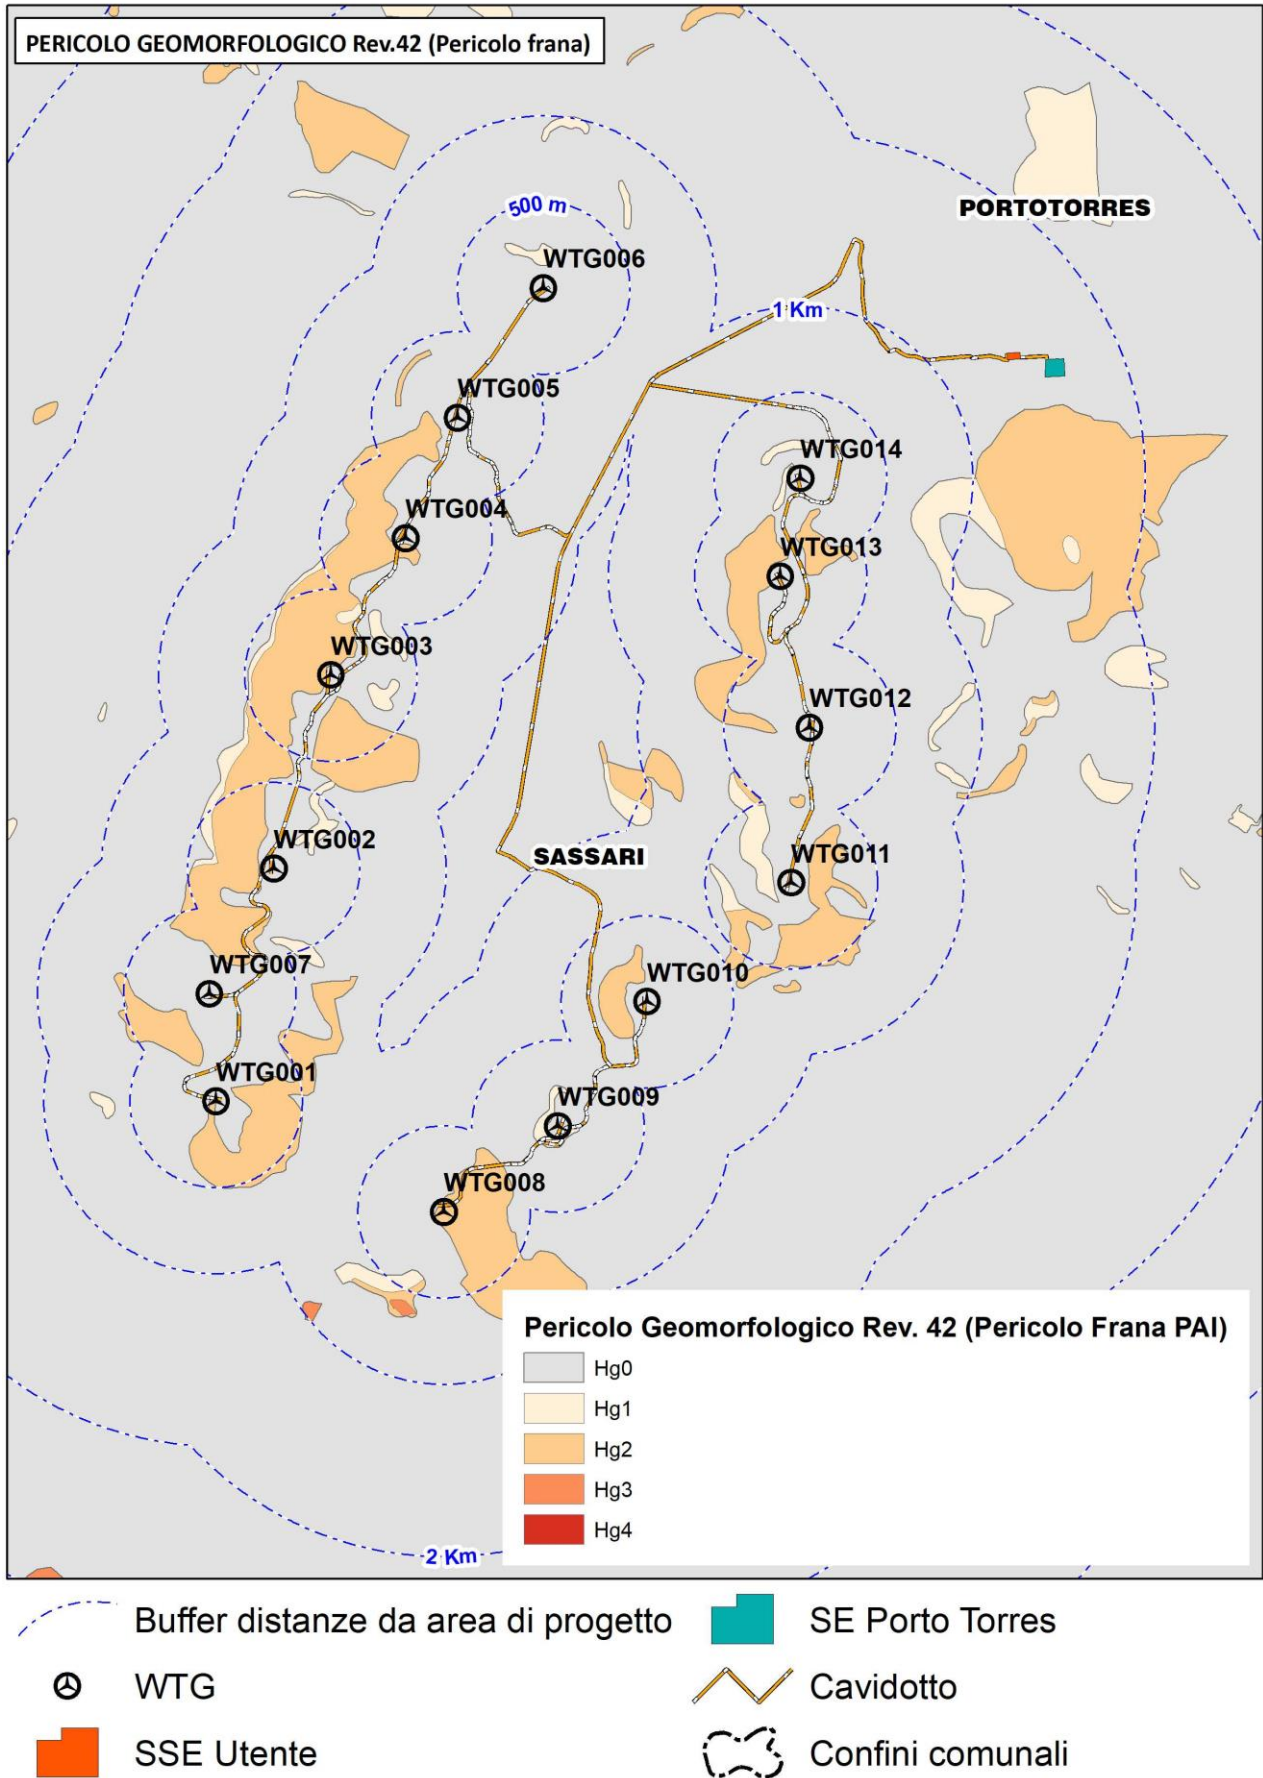 PERICOLO GEOMORFOLOGICO Rev.42 (Pericolo frana)
PORTOTORRES
500 m
WTG006
1 Km
WTG005
WTG014
WTG004
WTG013
WTG003
WTG012
WTG002
SASSARI
WTG011
WTG007
WTG010
WTG001
WTG009
WTG008
Pericolo Geomorfologico Rev. 42 (Pericolo Frana PAI)
Hg0
Hg1
Hg2
Hg3
Hg4
2 Km
Buffer distanze da area di progetto
SE Porto Torres
WTG
Cavidotto
SSE Utente
Confini comunali